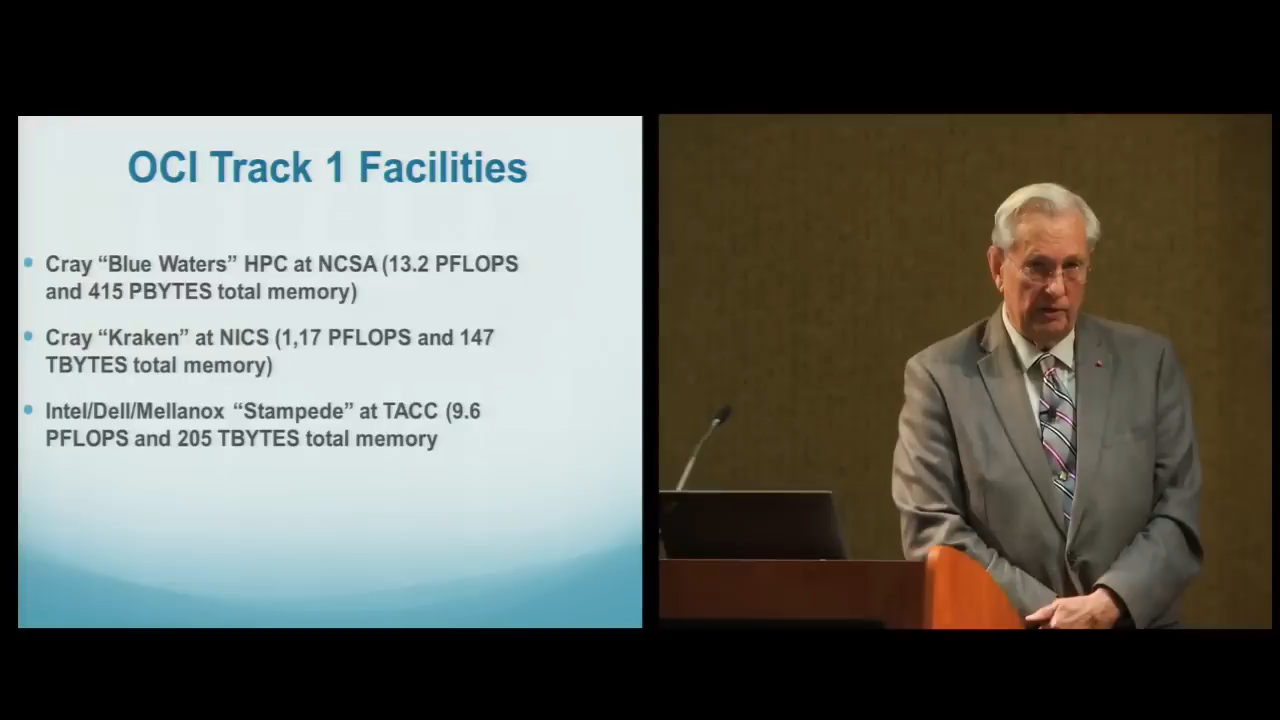 OCI Track 1 Facilities
Cray “Blue Waters” HPC at NCSA (13.2 PFLOPS
and 415 PBYTES total memory)
Cray “Kraken” at NICS (1,17 PFLOPS and 147
TBYTES total memory)
Intel/Dell/Mellanox “Stampede” at TACC (9.6
PFLOPS and 205 TBYTES total memory